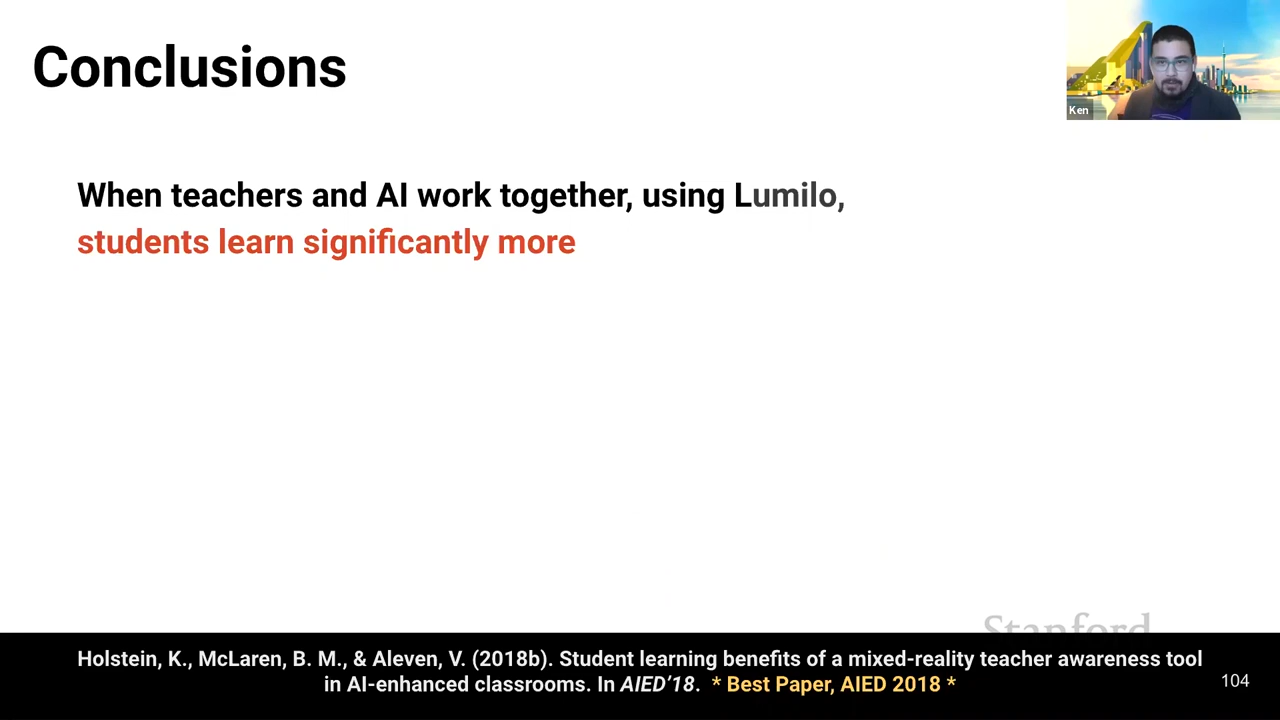 Conclusions
Ken
When teachers and AI work together, using Lumilo,
students learn significantly more
Stanford
Holstein, K., McLaren, B. M., & Aleven, V. (2018b). Student learning benefits of a mixed-reality teacher awareness tool
in AI-enhanced classrooms. In AIED’18. * Best Paper, AIED 2018 *
104